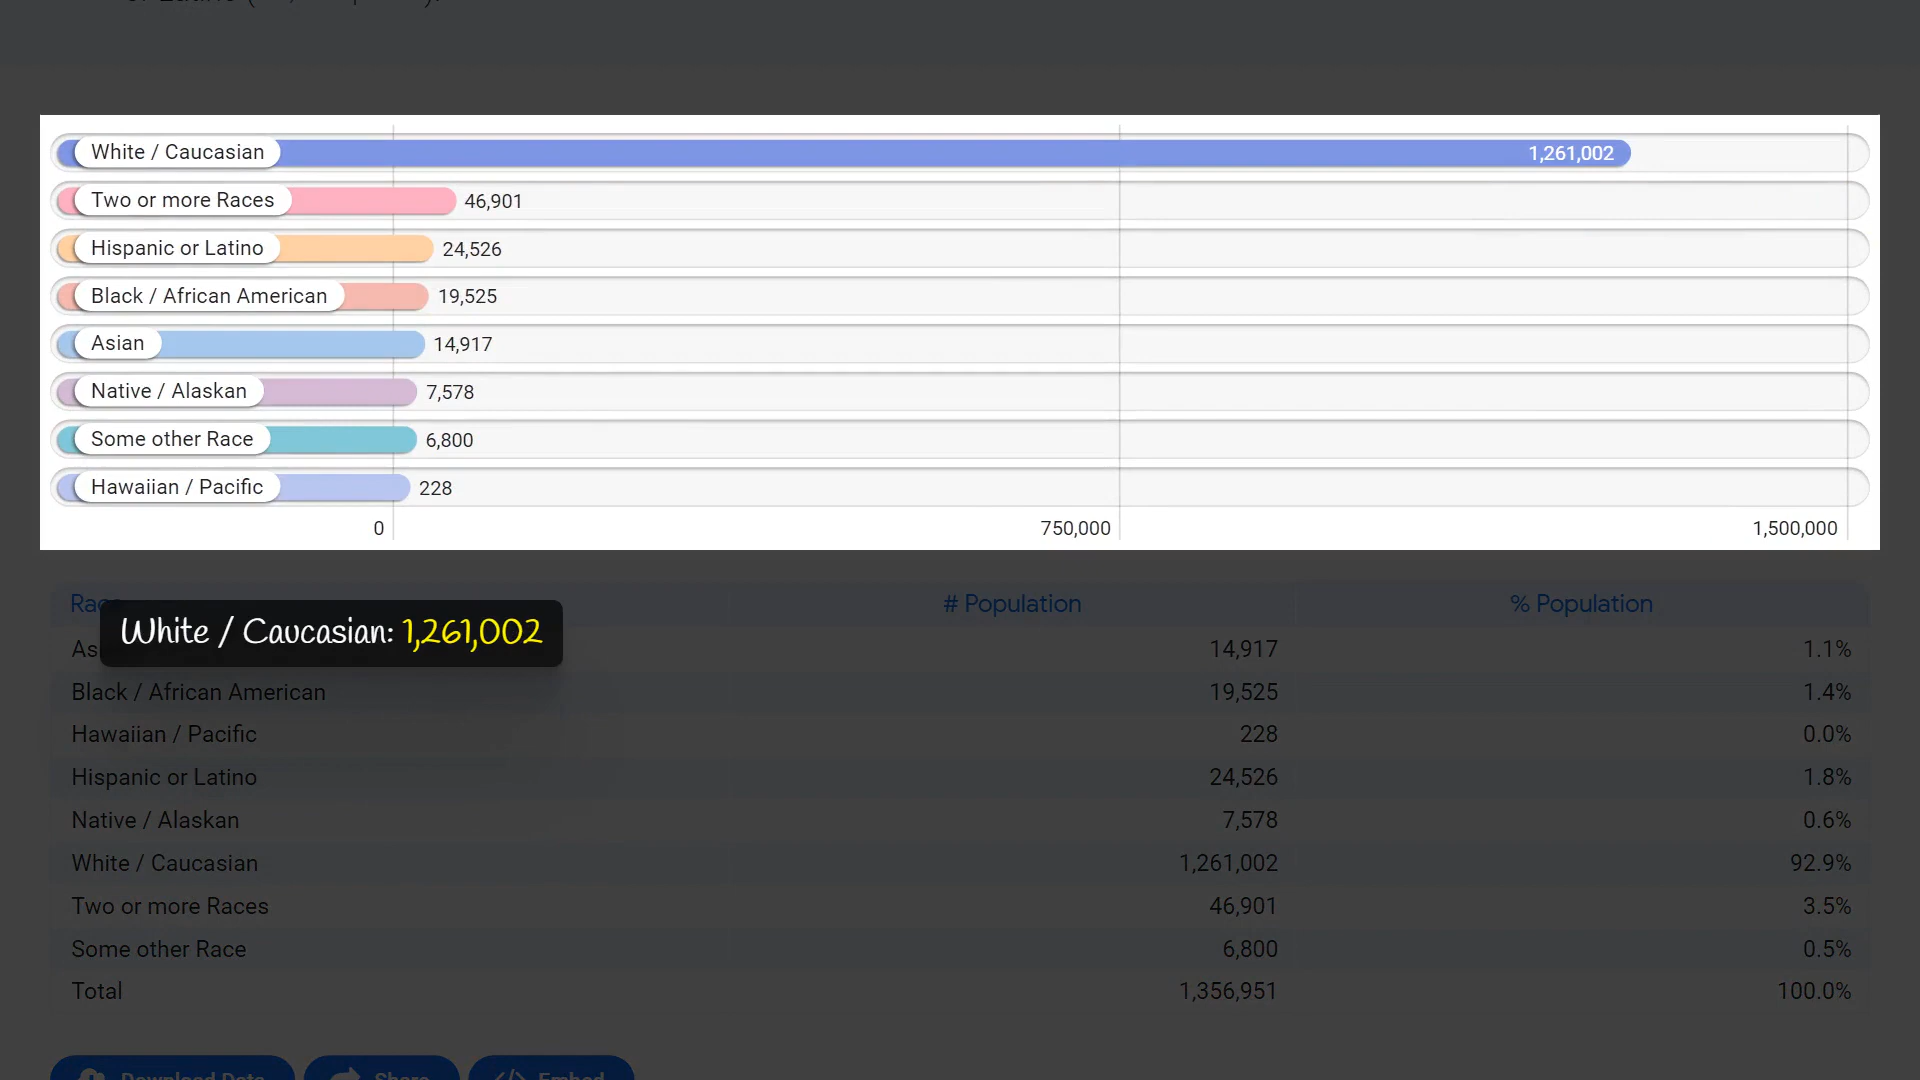 White / Caucasian 1,261,002
Two or more Races 46,901
Hispanic or Latino 24,526
Black / African American 19,525
Asian 14,917
Native / Alaskan 7,578
Some other Race 6,800
Hawaiian / Pacific 228
0 750,000 1,500,000
# Population % Population
White / Caucasian: 1,261,002
14,917 1.1%
Black / African American 19,525 1.4%
Hawaiian / Pacific 228 0.0%
Hispanic or Latino 24,526 1.8%
Native / Alaskan 7,578 0.6%
White / Caucasian 1,261,002 92.9%
Two or more Races 46,901 3.5%
Some other Race 6,800 0.5%
Total 1,356,951 100.0%
Download Data Share Embed